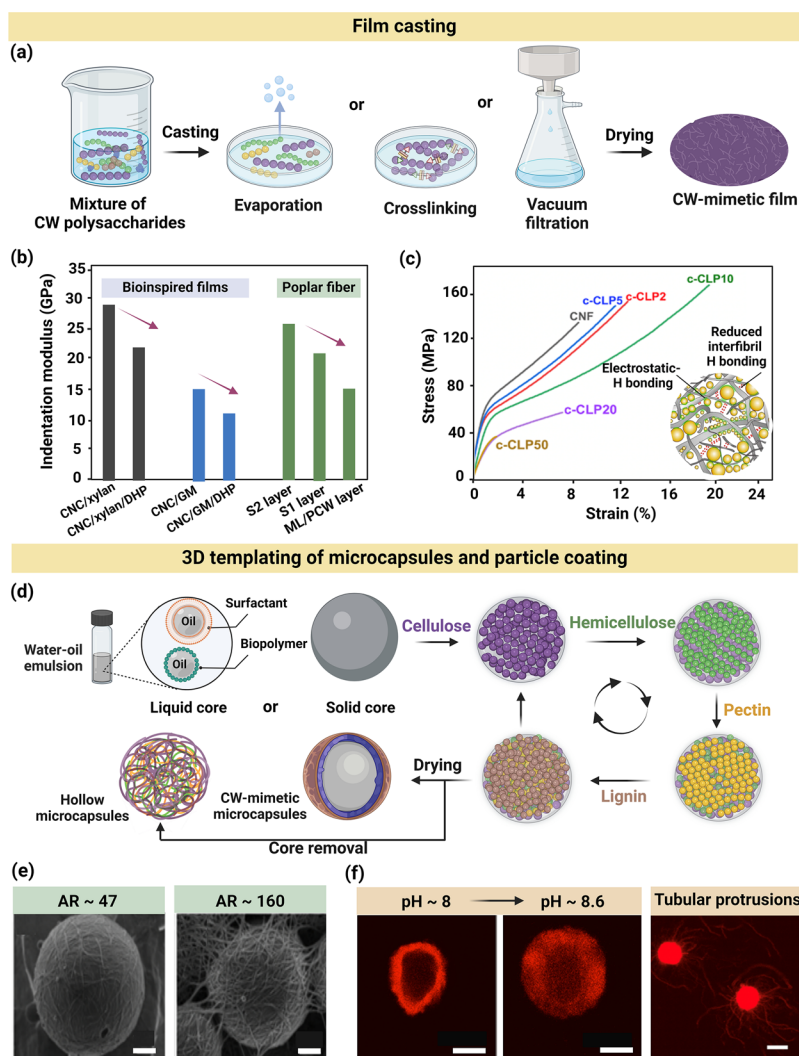 Film casting
(a)
Casting
or
or
Drying
Mixture of
CW polysaccharides
Evaporation
Crosslinking
Vacuum
filtration
CW-mimetic film
(b)
Indentation modulus (GPa)
35
30
25
20
15
10
5
0
Bioinspired films
Poplar fiber
CNC/xylan
CNC/xylan/DHP
CNC/GM
CNC/GM/DHP
S2 layer
S1 layer
ML/PCW layer
(c)
Stress (MPa)
160
120
80
40
0
0
4
8
12
16
20
24
Strain (%)
CNF
c-CLP5
c-CLP2
c-CLP10
c-CLP20
c-CLP50
Reduced
interfibril
H bonding
Electrostatic-
H bonding
3D templating of microcapsules and particle coating
(d)
Water-oil
emulsion
Oil
Oil
Surfactant
Biopolymer
Liquid core
or
Solid core
Cellulose
Hemicellulose
Pectin
Lignin
Drying
Hollow
microcapsules
CW-mimetic
microcapsules
Core removal
(e)
AR ~ 47
AR ~ 160
(f)
pH ~ 8
pH ~ 8.6
Tubular protrusions